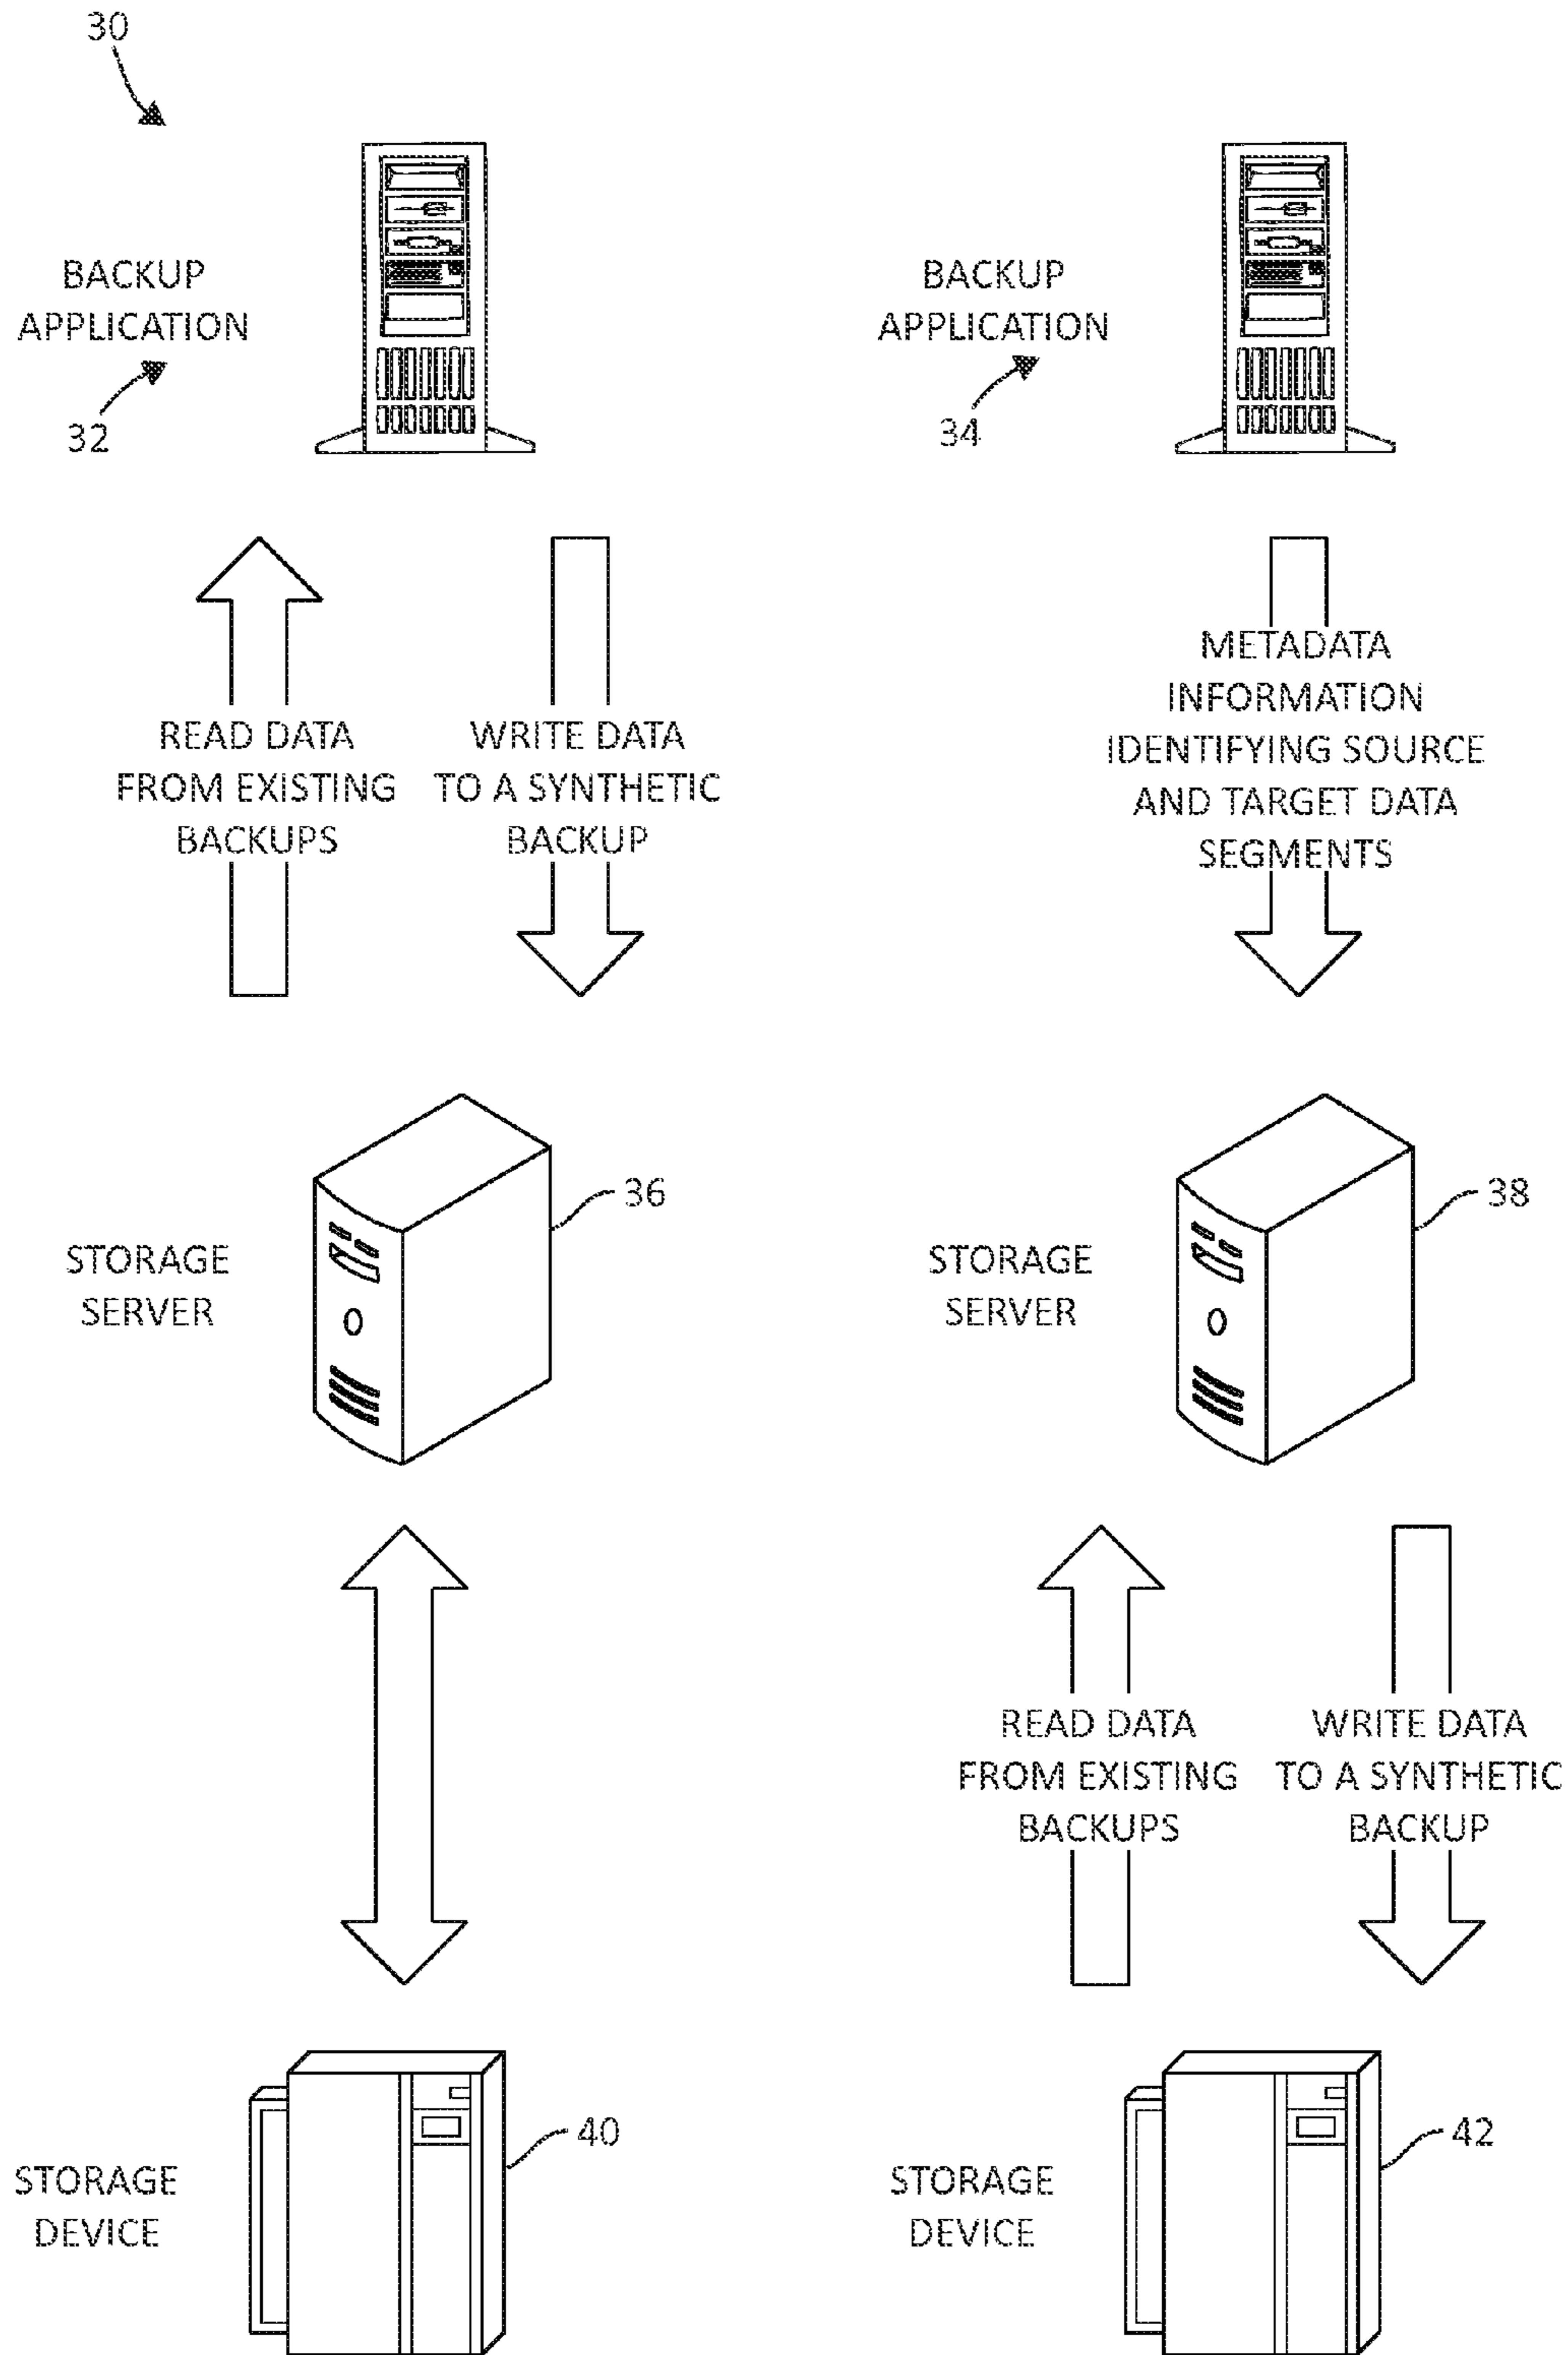 30
BACKUP
APPLICATION
32
BACKUP
APPLICATION
34
READ DATA
FROM EXISTING
BACKUPS
WRITE DATA
TO A SYNTHETIC
BACKUP
METADATA
INFORMATION
IDENTIFYING SOURCE
AND TARGET DATA
SEGMENTS
STORAGE
SERVER
36
STORAGE
SERVER
38
READ DATA
FROM EXISTING
BACKUPS
WRITE DATA
TO A SYNTHETIC
BACKUP
STORAGE
DEVICE
40
STORAGE
DEVICE
42